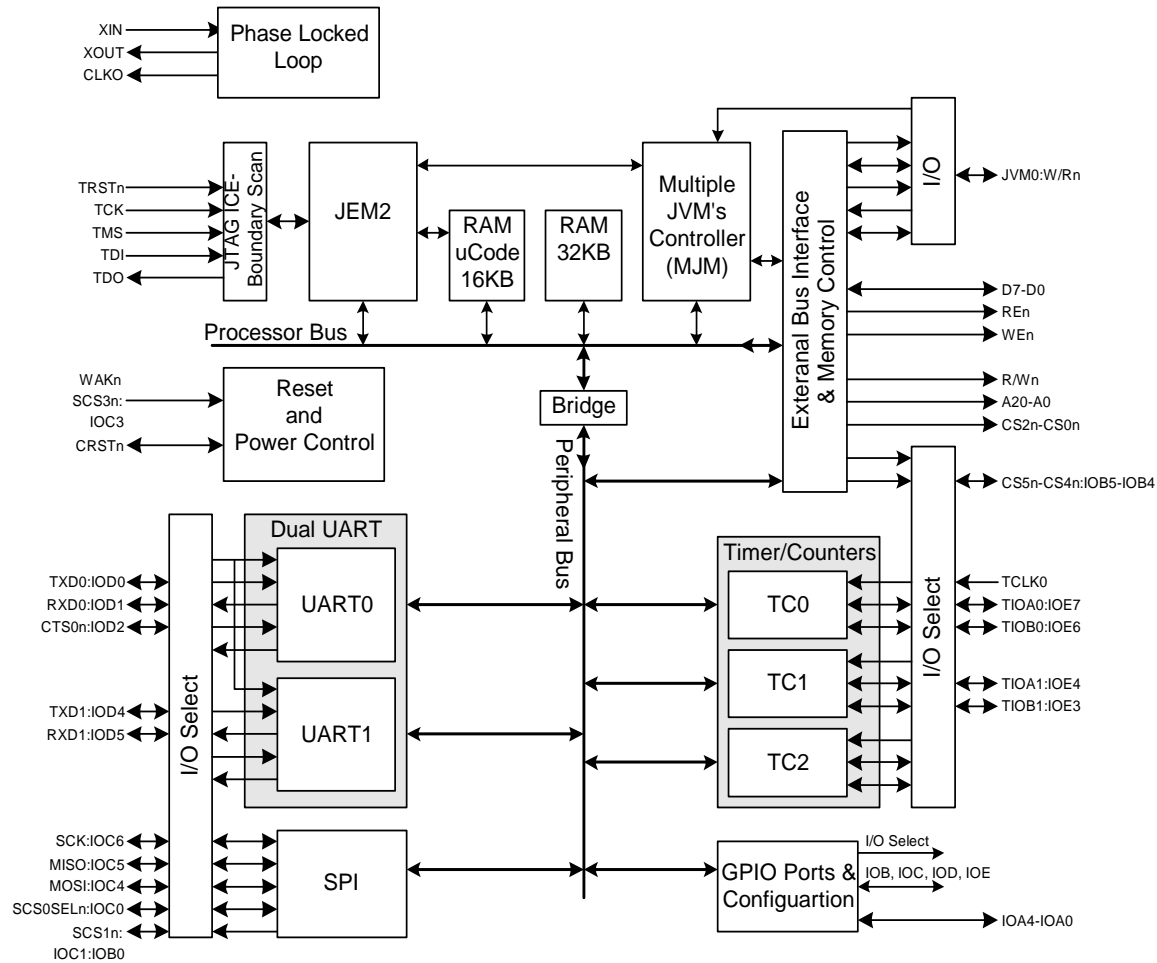 XIN
XOUT
CLKO
Phase Locked
Loop
TRSTn
TCK
TMS
TDI
TDO
JTAG ICE-
Boundary Scan
JEM2
RAM
uCode
16KB
RAM
32KB
Multiple
JVM's
Controller
(MJM)
Exteranal Bus Interface
& Memory Control
I/O
JVM0:W/Rn
D7-D0
REn
WEn
R/Wn
A20-A0
CS2n-CS0n
Processor Bus
WAKn
SCS3n:
IOC3
CRSTn
Reset
and
Power Control
Bridge
Peripheral Bus
CS5n-CS4n:IOB5-IOB4
I/O Select
Dual UART
UART0
UART1
TXD0:IOD0
RXD0:IOD1
CTS0n:IOD2
TXD1:IOD4
RXD1:IOD5
I/O Select
Timer/Counters
TC0
TC1
TC2
TCLK0
TIOA0:IOE7
TIOB0:IOE6
TIOA1:IOE4
TIOB1:IOE3
SCK:IOC6
MISO:IOC5
MOSI:IOC4
SCS0SELn:IOC0
SCS1n:
IOC1:IOB0
SPI
GPIO Ports &
Configuartion
I/O Select
IOB, IOC, IOD, IOE
IOA4-IOA0